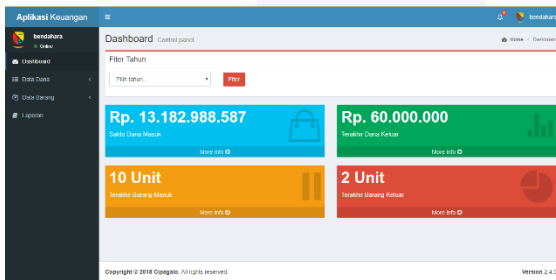 Aplikasi Keuangan
bendahara
bendahara
Online
Dashboard Control panel
Home > Dashboard
Dashboard
Data Dana
Data Barang
Laporan
Filter Tahun
Pilih tahun..
Filter
Rp. 13.182.988.587
Saldo Dana Masuk
More info
Rp. 60.000.000
Terakhir Dana Keluar
More info
10 Unit
Terakhir Barang Masuk
More info
2 Unit
Terakhir Barang Keluar
More info
Copyright © 2018 Cipagalo. All rights reserved.
Version 2.4.0